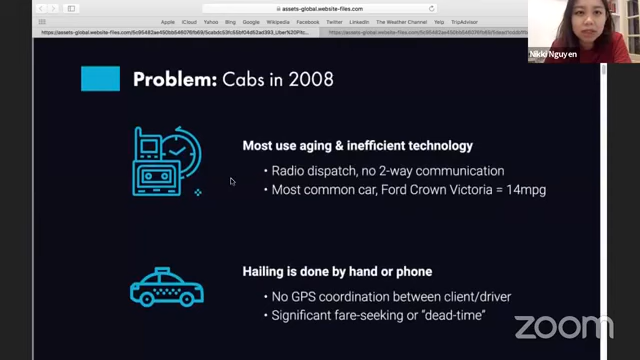 assets-global.website-files.com
Apple iCloud Yahoo Bing Google Wikipedia Facebook Twitter LinkedIn The Weather Channel Yelp TripAdvisor
Nikki Nguyen
Problem: Cabs in 2008
Most use aging & inefficient technology
• Radio dispatch, no 2-way communication
• Most common car, Ford Crown Victoria = 14mpg
Hailing is done by hand or phone
• No GPS coordination between client/driver
• Significant fare-seeking or “dead-time”
zoom